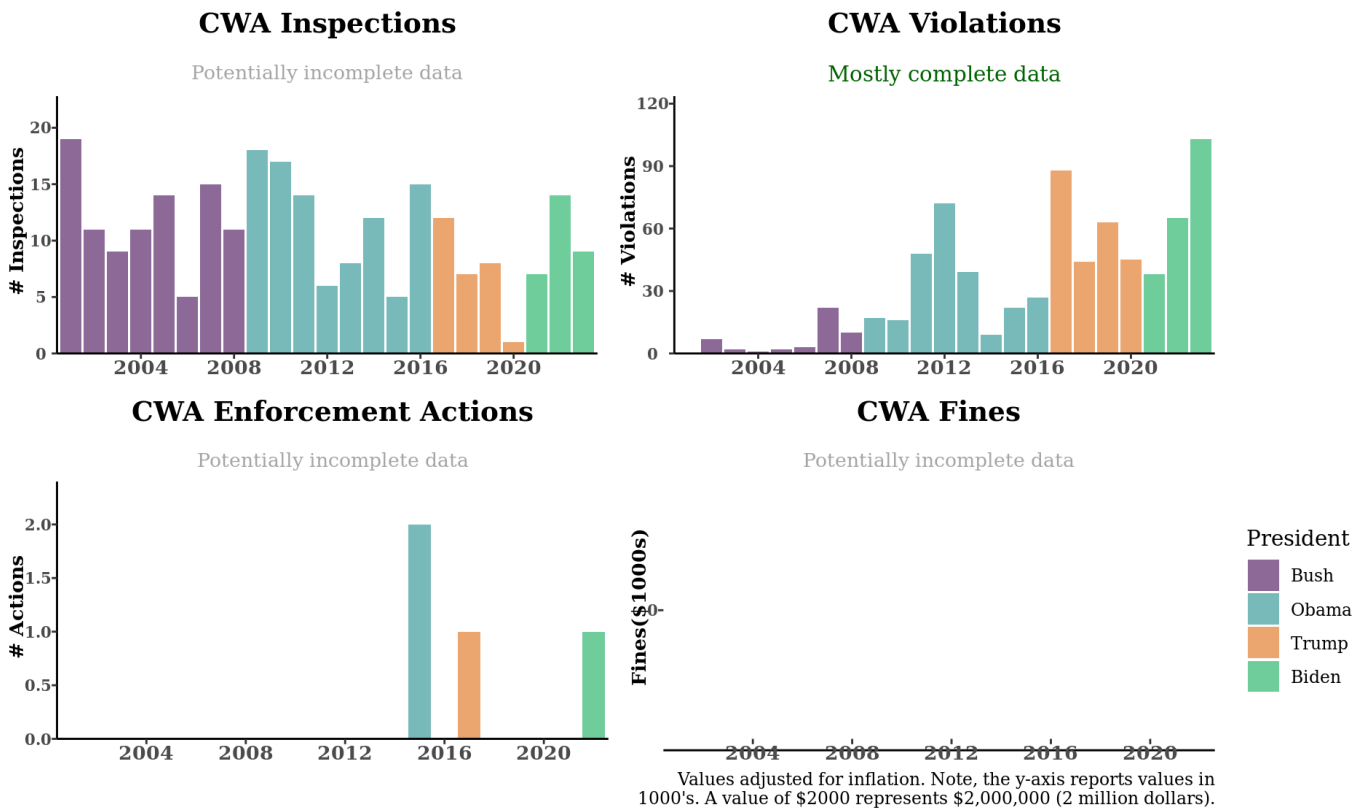 CWA Inspections
Potentially incomplete data
# Inspections
20
15
10
5
0
2004 2008 2012 2016 2020
CWA Violations
Mostly complete data
# Violations
120
90
60
30
0
2004 2008 2012 2016 2020
CWA Enforcement Actions
Potentially incomplete data
# Actions
2.0
1.5
1.0
0.5
0.0
2004 2008 2012 2016 2020
CWA Fines
Potentially incomplete data
Fines($1000s)
$0
2004 2008 2012 2016 2020
Values adjusted for inflation. Note, the y-axis reports values in
1000's. A value of $2000 represents $2,000,000 (2 million dollars).
President
Bush
Obama
Trump
Biden